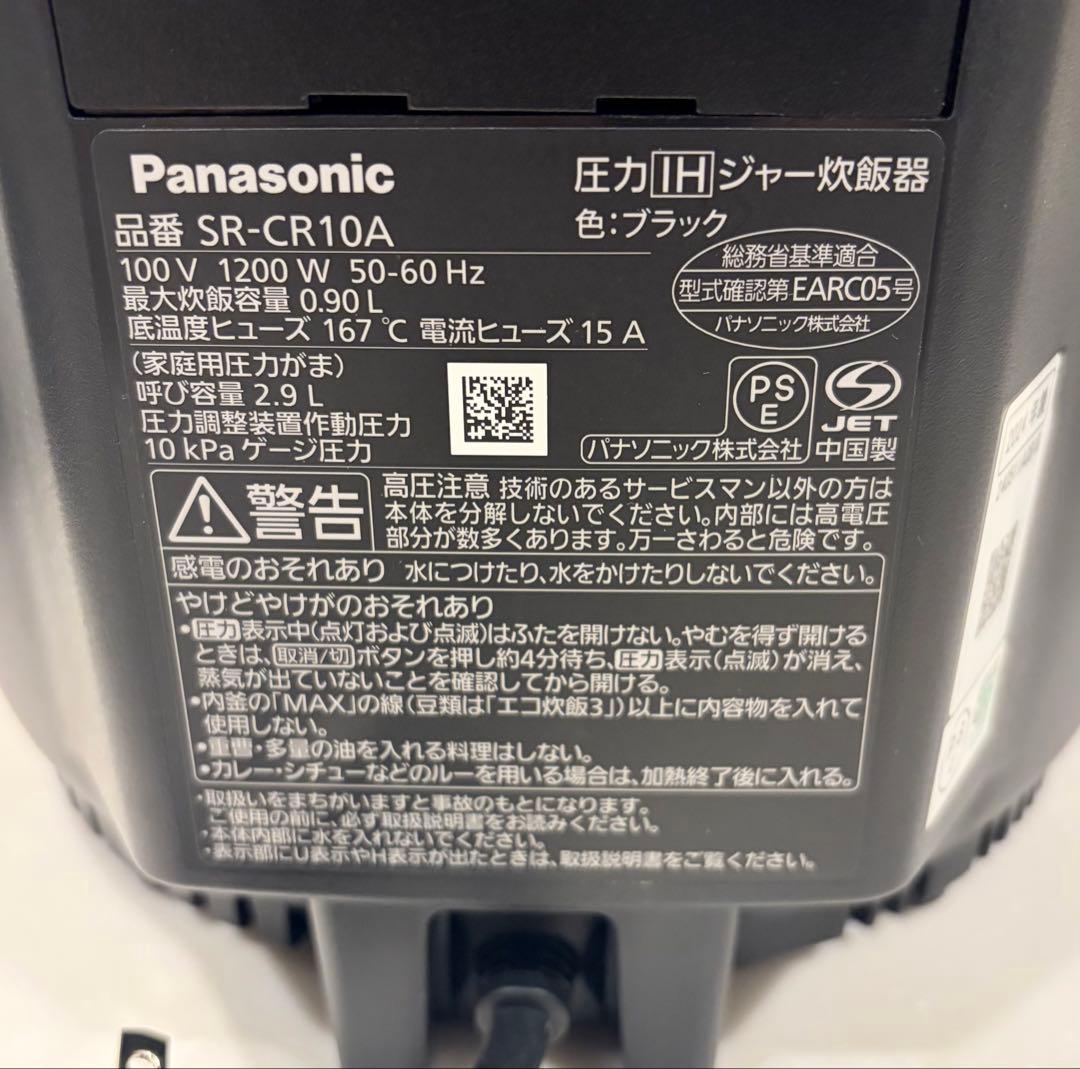 Panasonic
圧力IHジャー炊飯器
品番 SR-CR10A
色:ブラック
100 V 1200 W 50-60 Hz
最大炊飯容量 0.90 L
底温度ヒューズ 167 ℃ 電流ヒューズ 15 A
総務省基準適合
型式確認第EARC05号
パナソニック株式会社
(家庭用圧力がま)
呼び容量 2.9 L
圧力調整装置作動圧力
10 kPa ゲージ圧力
PS
E
パナソニック株式会社
JET
中国製
警告
高圧注意 技術のあるサービスマン以外の方は
本体を分解しないでください。内部には高電圧
部分が数多くあります。万一さわると危険です。
感電のおそれあり 水につけたり、水をかけたりしないでください。
やけどやけがのおそれあり
・圧力表示中(点灯および点滅)はふたを開けない。やむを得ず開ける
ときは、取消/切ボタンを押し約4分待ち、圧力表示(点滅)が消え、
蒸気が出ていないことを確認してから開ける。
・内釜の「MAX」の線(豆類は「エコ炊飯3」)以上に内容物を入れて
使用しない。
・重曹・多量の油を入れる料理はしない。
・カレー・シチューなどのルーを用いる場合は、加熱終了後に入れる。
・取扱いをまちがいますと事故のもとになります。
ご使用の前に、必ず取扱説明書をお読みください。
・本体内部に水を入れないでください。
・表示部にU表示やH表示が出たときは、取扱説明書をご覧ください。